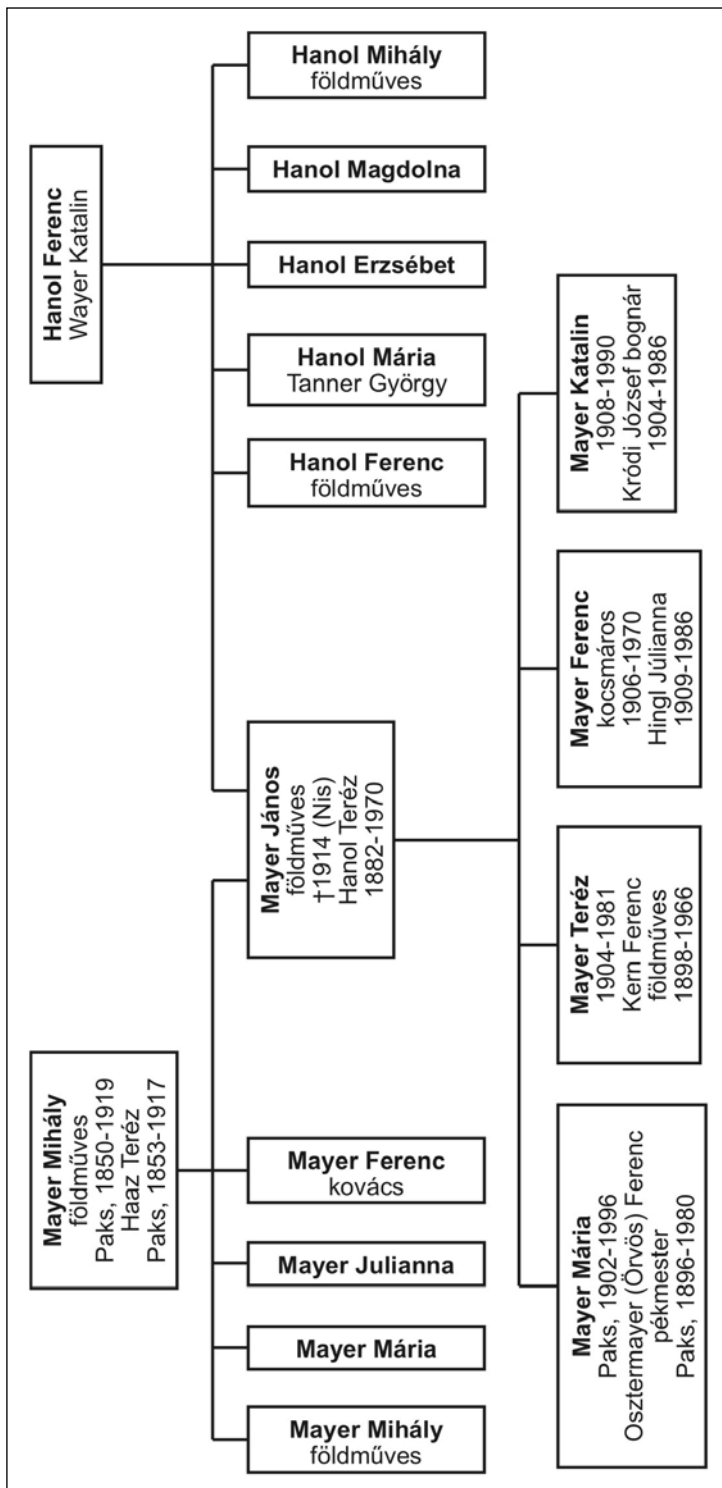 Mayer Mihály
földműves
Paks, 1850-1919
Haaz Teréz
Paks, 1853-1917
Hanol Ferenc
Wayer Katalin
Mayer Mihály
földműves
Mayer Mária
Mayer Julianna
Mayer Ferenc
kovács
Mayer János
földműves
†1914 (Nis)
Hanol Teréz
1882-1970
Hanol Ferenc
földműves
Hanol Mária
Tanner György
Hanol Erzsébet
Hanol Magdolna
Hanol Mihály
földműves
Mayer Mária
Paks, 1902-1996
Osztermayer (Örvös) Ferenc
pékmester
Paks, 1896-1980
Mayer Teréz
1904-1981
Kern Ferenc
földműves
1898-1966
Mayer Ferenc
kocsmáros
1906-1970
Hingl Júlianna
1909-1986
Mayer Katalin
1908-1990
Kródi József bognár
1904-1986